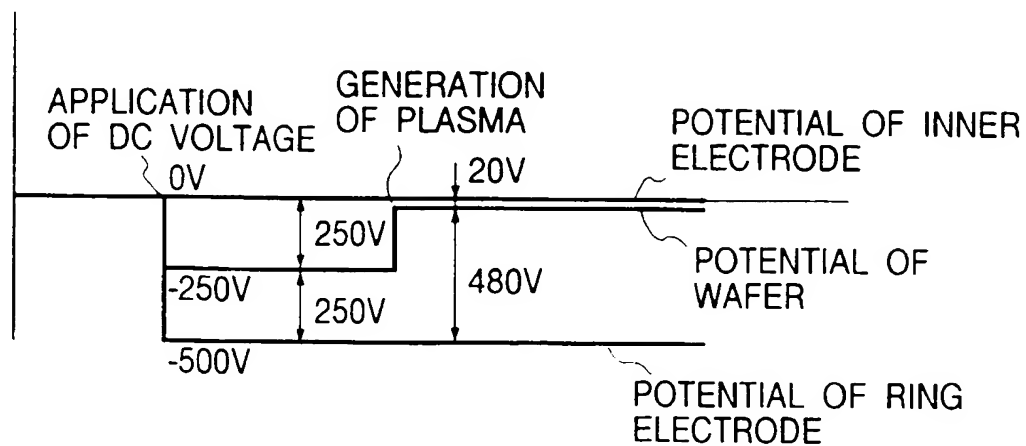 APPLICATION
OF DC VOLTAGE
GENERATION
OF PLASMA
POTENTIAL OF INNER
ELECTRODE
0V
20V
250V
-250V
250V
480V
POTENTIAL OF
WAFER
-500V
POTENTIAL OF RING
ELECTRODE